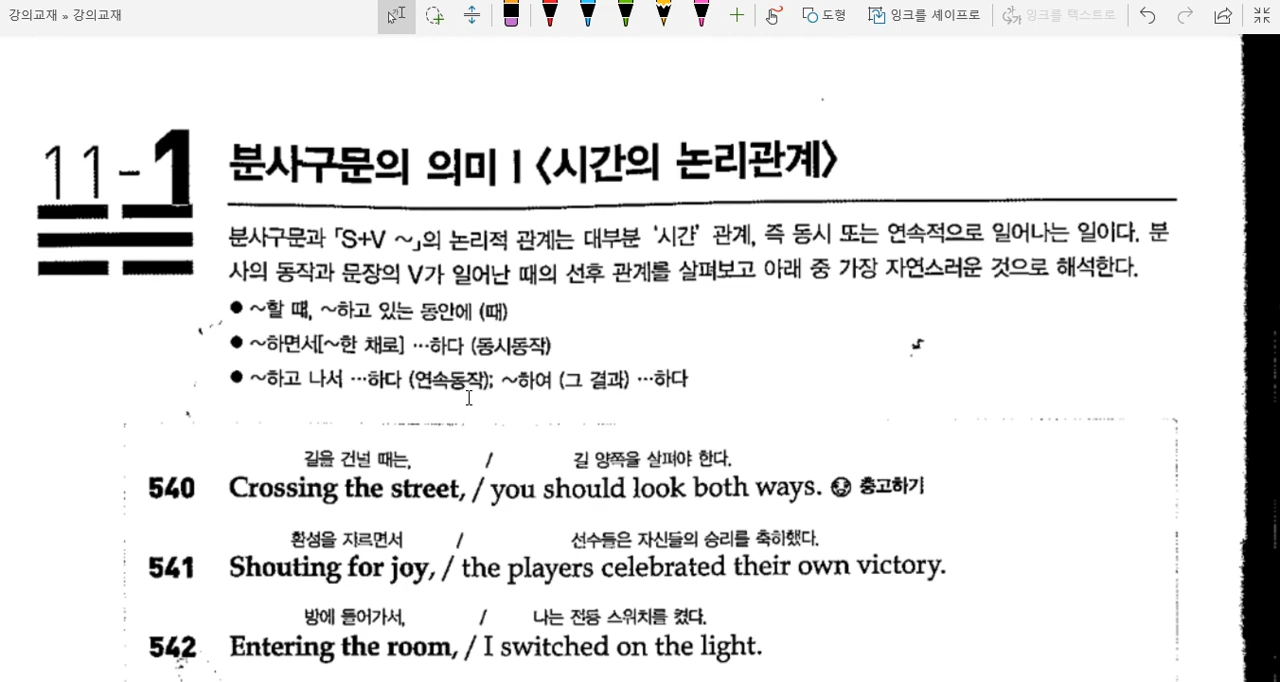 강의교재 » 강의교재
도형 잉크를 셰이프로 잉크를 텍스트로
11-1 분사구문의 의미 I 〈시간의 논리관계〉
분사구문과 「S+V ~」의 논리적 관계는 대부분 ‘시간’ 관계, 즉 동시 또는 연속적으로 일어나는 일이다. 분
사의 동작과 문장의 V가 일어난 때의 선후 관계를 살펴보고 아래 중 가장 자연스러운 것으로 해석한다.
● ~할 때, ~하고 있는 동안에 (때)
● ~하면서[~한 채로] …하다 (동시동작)
● ~하고 나서 …하다 (연속동작); ~하여 (그 결과) …하다
길을 건널 때는, / 길 양쪽을 살펴야 한다.
540 Crossing the street, / you should look both ways. 충고하기
환성을 지르면서 / 선수들은 자신들의 승리를 축하했다.
541 Shouting for joy, / the players celebrated their own victory.
방에 들어가서, / 나는 전등 스위치를 켰다.
542 Entering the room, / I switched on the light.